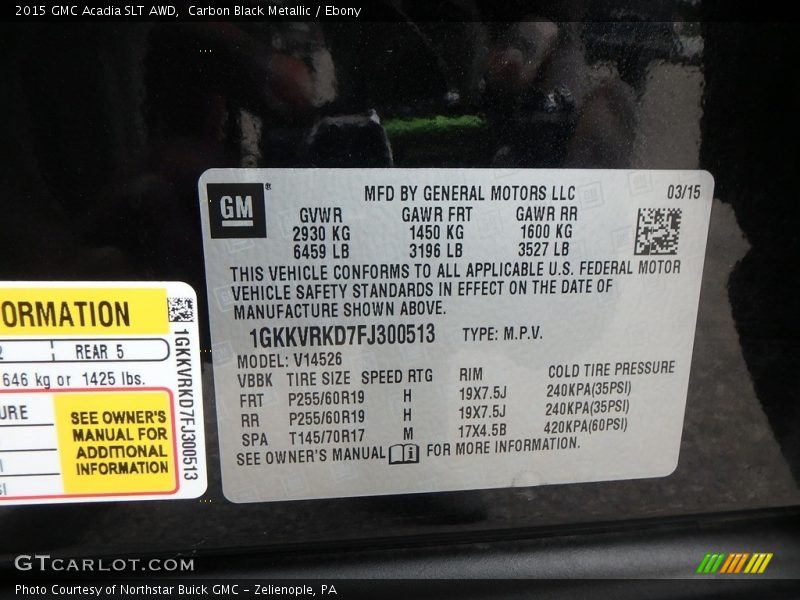 2015 GMC Acadia SLT AWD, Carbon Black Metallic / Ebony
GM
MFD BY GENERAL MOTORS LLC 03/15
GVWR GAWR FRT GAWR RR
2930 KG 1450 KG 1600 KG
6459 LB 3196 LB 3527 LB
THIS VEHICLE CONFORMS TO ALL APPLICABLE U.S. FEDERAL MOTOR
VEHICLE SAFETY STANDARDS IN EFFECT ON THE DATE OF
MANUFACTURE SHOWN ABOVE.
1GKKVRKD7FJ300513 TYPE: M.P.V.
MODEL: V14526
VBBK TIRE SIZE SPEED RTG RIM COLD TIRE PRESSURE
FRT P255/60R19 H 19X7.5J 240KPA(35PSI)
RR P255/60R19 H 19X7.5J 240KPA(35PSI)
SPA T145/70R17 M 17X4.5B 420KPA(60PSI)
SEE OWNER'S MANUAL FOR MORE INFORMATION.
ORMATION
2 REAR 5
646 kg or 1425 lbs.
URE
SEE OWNER'S
MANUAL FOR
ADDITIONAL
INFORMATION
1GKKVRKD7FJ300513
GTCARLOT.COM
Photo Courtesy of Northstar Buick GMC - Zelienople, PA